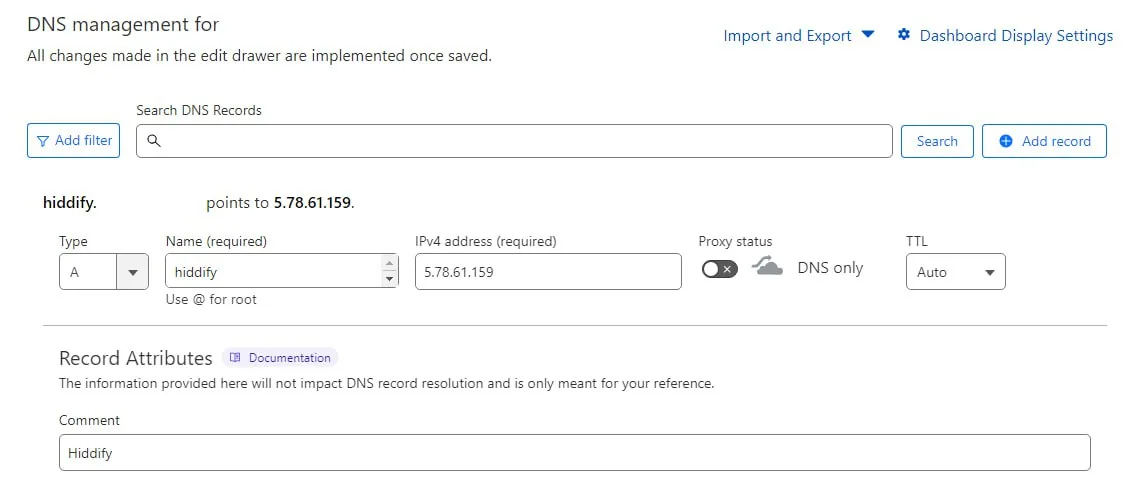 DNS management for
All changes made in the edit drawer are implemented once saved.
Import and Export
Dashboard Display Settings
Search DNS Records
Add filter
Search
Add record
hiddify. points to 5.78.61.159.
Type
Name (required)
IPv4 address (required)
Proxy status
TTL
A
hiddify
5.78.61.159
DNS only
Auto
Use @ for root
Record Attributes
Documentation
The information provided here will not impact DNS record resolution and is only meant for your reference.
Comment
Hiddify